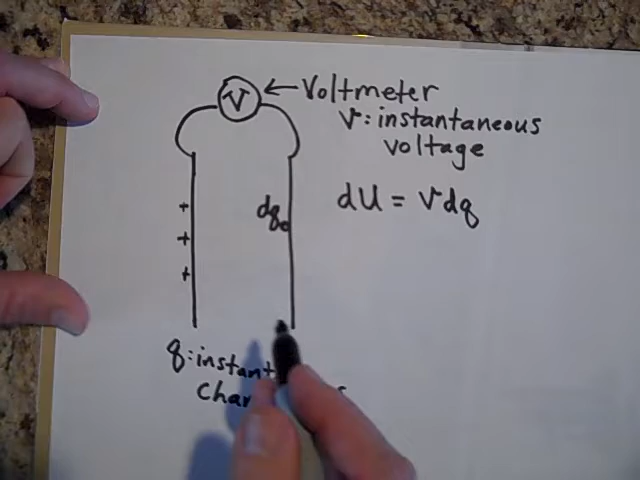 V
← Voltmeter
v: instantaneous
voltage
dU = v dq
dq
+
+
+
q: instant
char